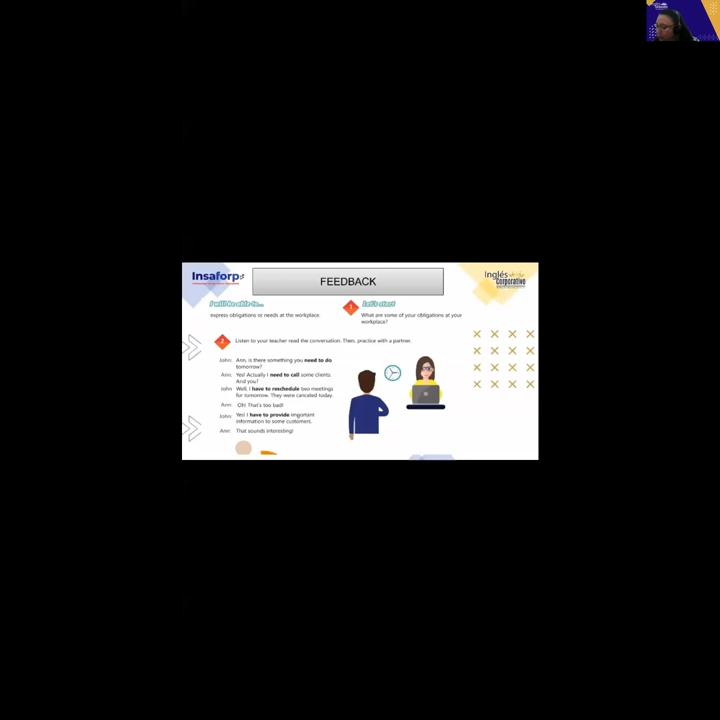 Insaforp
FEEDBACK
Inglés
Corporativo
I will be able to...
express obligations or needs at the workplace.
1 Let's start
What are some of your obligations at your
workplace?
2 Listen to your teacher read the conversation. Then, practice with a partner.
John: Ann, is there something you need to do
tomorrow?
Ann: Yes! Actually I need to call some clients.
And you?
John: Well, I have to reschedule two meetings
for tomorrow. They were canceled today.
Ann: Oh! That's too bad!
John: Yes! I have to provide important
information to some customers.
Ann: That sounds interesting!